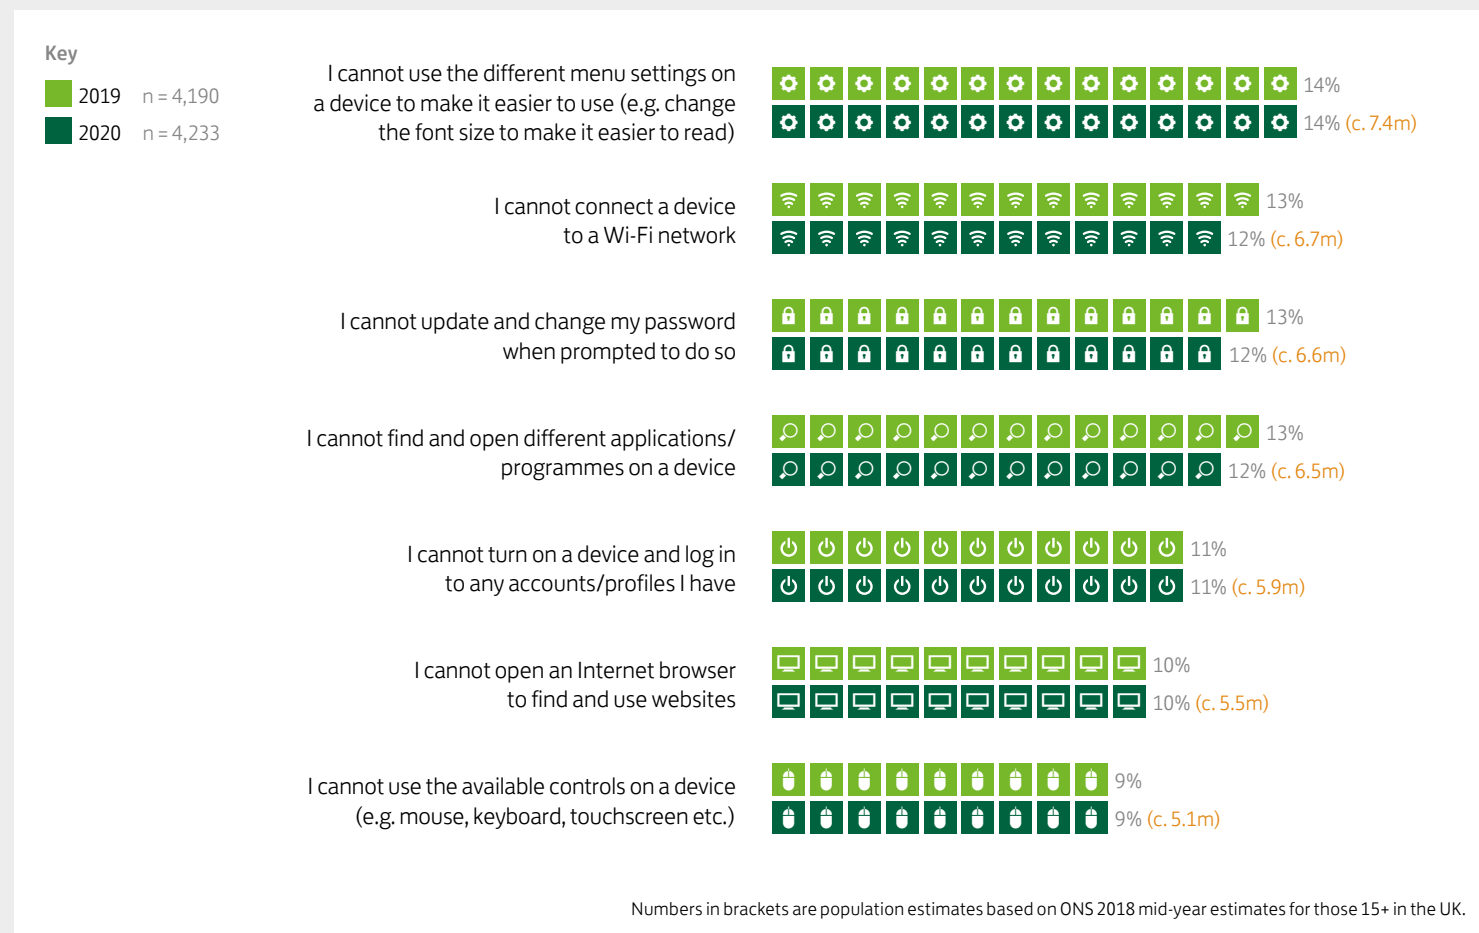 Key
2019 n = 4,190
2020 n = 4,233
I cannot use the different menu settings on
a device to make it easier to use (e.g. change
the font size to make it easier to read)
14%
14% (c. 7.4m)
I cannot connect a device
to a Wi-Fi network
13%
12% (c. 6.7m)
I cannot update and change my password
when prompted to do so
13%
12% (c. 6.6m)
I cannot find and open different applications/
programmes on a device
13%
12% (c. 6.5m)
I cannot turn on a device and log in
to any accounts/profiles I have
11%
11% (c. 5.9m)
I cannot open an Internet browser
to find and use websites
10%
10% (c. 5.5m)
I cannot use the available controls on a device
(e.g. mouse, keyboard, touchscreen etc.)
9%
9% (c. 5.1m)
Numbers in brackets are population estimates based on ONS 2018 mid-year estimates for those 15+ in the UK.